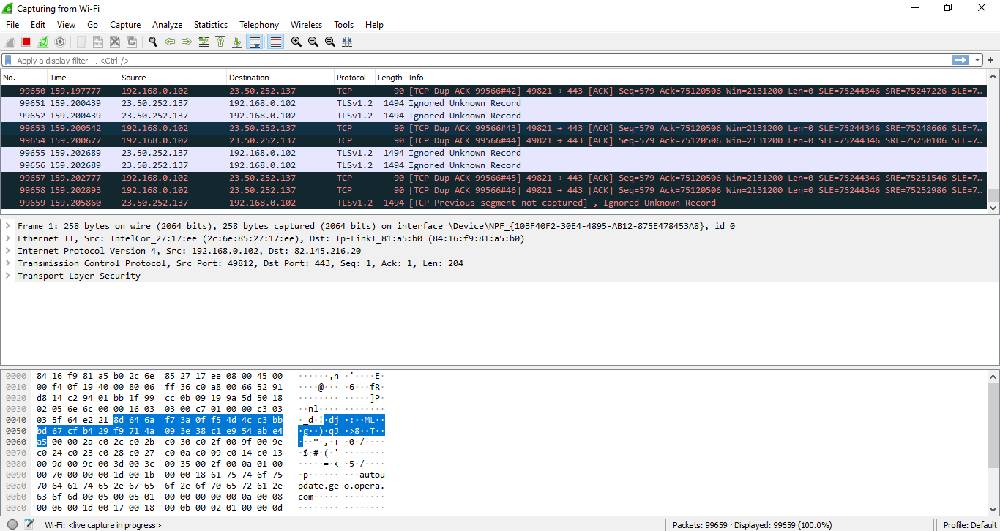 Capturing from Wi-Fi
File Edit View Go Capture Analyze Statistics Telephony Wireless Tools Help
Apply a display filter ... <Ctrl-/>
No. Time Source Destination Protocol Length Info
99650 159.197777 192.168.0.102 23.50.252.137 TCP 90 [TCP Dup ACK 99566#42] 49821 → 443 [ACK] Seq=579 Ack=75120506 Win=2131200 Len=0 SLE=75244346 SRE=75247226 SLE=7…
99651 159.200439 23.50.252.137 192.168.0.102 TLSv1.2 1494 Ignored Unknown Record
99652 159.200439 23.50.252.137 192.168.0.102 TLSv1.2 1494 Ignored Unknown Record
99653 159.200542 192.168.0.102 23.50.252.137 TCP 90 [TCP Dup ACK 99566#43] 49821 → 443 [ACK] Seq=579 Ack=75120506 Win=2131200 Len=0 SLE=75244346 SRE=75248666 SLE=7…
99654 159.200677 192.168.0.102 23.50.252.137 TCP 90 [TCP Dup ACK 99566#44] 49821 → 443 [ACK] Seq=579 Ack=75120506 Win=2131200 Len=0 SLE=75244346 SRE=75250106 SLE=7…
99655 159.202689 23.50.252.137 192.168.0.102 TLSv1.2 1494 Ignored Unknown Record
99656 159.202689 23.50.252.137 192.168.0.102 TLSv1.2 1494 Ignored Unknown Record
99657 159.202777 192.168.0.102 23.50.252.137 TCP 90 [TCP Dup ACK 99566#45] 49821 → 443 [ACK] Seq=579 Ack=75120506 Win=2131200 Len=0 SLE=75244346 SRE=75251546 SLE=7…
99658 159.202893 192.168.0.102 23.50.252.137 TCP 90 [TCP Dup ACK 99566#46] 49821 → 443 [ACK] Seq=579 Ack=75120506 Win=2131200 Len=0 SLE=75244346 SRE=75252986 SLE=7…
99659 159.205860 23.50.252.137 192.168.0.102 TLSv1.2 1494 [TCP Previous segment not captured] , Ignored Unknown Record
Frame 1: 258 bytes on wire (2064 bits), 258 bytes captured (2064 bits) on interface \Device\NPF_{10BF40F2-30E4-4895-AB12-875E478453A8}, id 0
Ethernet II, Src: IntelCor_27:17:ee (2c:6e:85:27:17:ee), Dst: Tp-LinkT_81:a5:b0 (84:16:f9:81:a5:b0)
Internet Protocol Version 4, Src: 192.168.0.102, Dst: 82.145.216.20
Transmission Control Protocol, Src Port: 49812, Dst Port: 443, Seq: 1, Ack: 1, Len: 204
Transport Layer Security
0000 84 16 f9 81 a5 b0 2c 6e 85 27 17 ee 08 00 45 00 ······,n ·'····E·
0010 00 f4 0f 19 40 00 80 06 ff 36 c0 a8 00 66 52 91 ····@··· ·6···fR·
0020 d8 14 c2 94 01 bb 1f 99 cc 0b 09 19 9a 5d 50 18 ········ ·····]P·
0030 02 05 6e 6c 00 00 16 03 03 00 c7 01 00 00 c3 03 ··nl···· ········
0040 03 5f 64 e2 21 8d 64 6a f7 3a 0f f5 4d 4c c3 bb ·_d·!·dj ·:··ML··
0050 bd 67 cf b4 29 f9 71 4a 09 3e 38 c1 e9 54 ab e4 ·g··)·qJ ·>8··T··
0060 a5 00 00 2a c0 2c c0 2b c0 30 c0 2f 00 9f 00 9e ···*·,·+ ·0·/····
0070 c0 24 c0 23 c0 28 c0 27 c0 0a c0 09 c0 14 c0 13 ·$·#·(·' ········
0080 00 9d 00 9c 00 3d 00 3c 00 35 00 2f 00 0a 01 00 ·····=·< ·5·/····
0090 00 70 00 00 00 1d 00 1b 00 00 18 61 75 74 6f 75 ·p······ ···autou
00a0 70 64 61 74 65 2e 67 65 6f 2e 6f 70 65 72 61 2e pdate.ge o.opera.
00b0 63 6f 6d 00 05 00 05 01 00 00 00 00 00 0a 00 08 com····· ········
00c0 00 06 00 1d 00 17 00 18 00 0b 00 02 01 00 00 0d ········ ········
Wi-Fi: <live capture in progress> Packets: 99659 · Displayed: 99659 (100.0%) Profile: Default